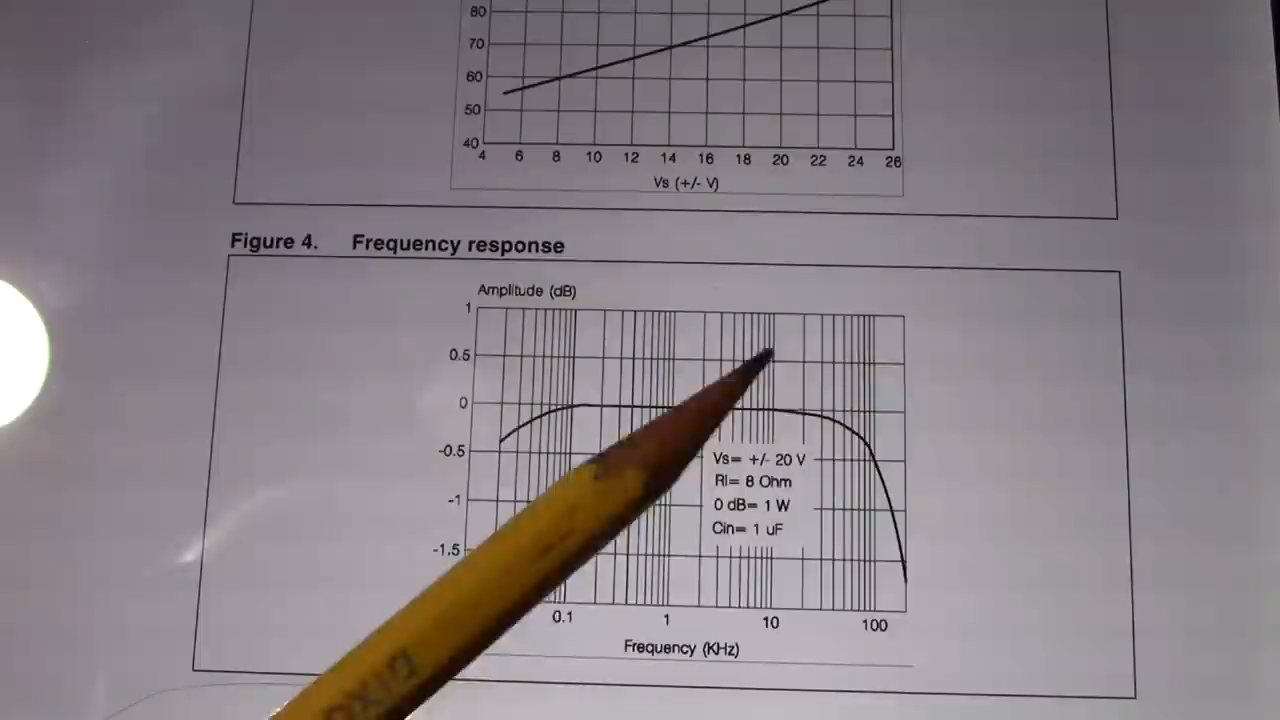 80
70
60
50
40
4 6 8 10 12 14 16 18 20 22 24 26
Vs (+/- V)
Figure 4. Frequency response
Amplitude (dB)
1
0.5
0
-0.5
-1
-1.5
Vs= +/- 20 V
Rl= 8 Ohm
0 dB= 1 W
Cin= 1 uF
0.1 1 10 100
Frequency (KHz)
DIXO